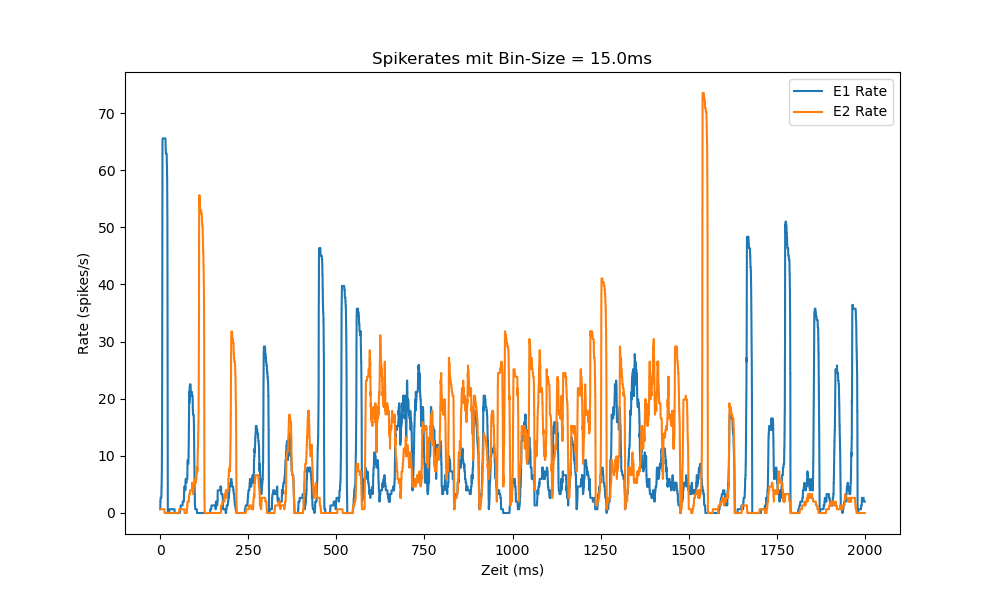 Spikerates mit Bin-Size = 15.0ms
E1 Rate
E2 Rate
Rate (spikes/s)
70
60
50
40
30
20
10
0
0 250 500 750 1000 1250 1500 1750 2000
Zeit (ms)